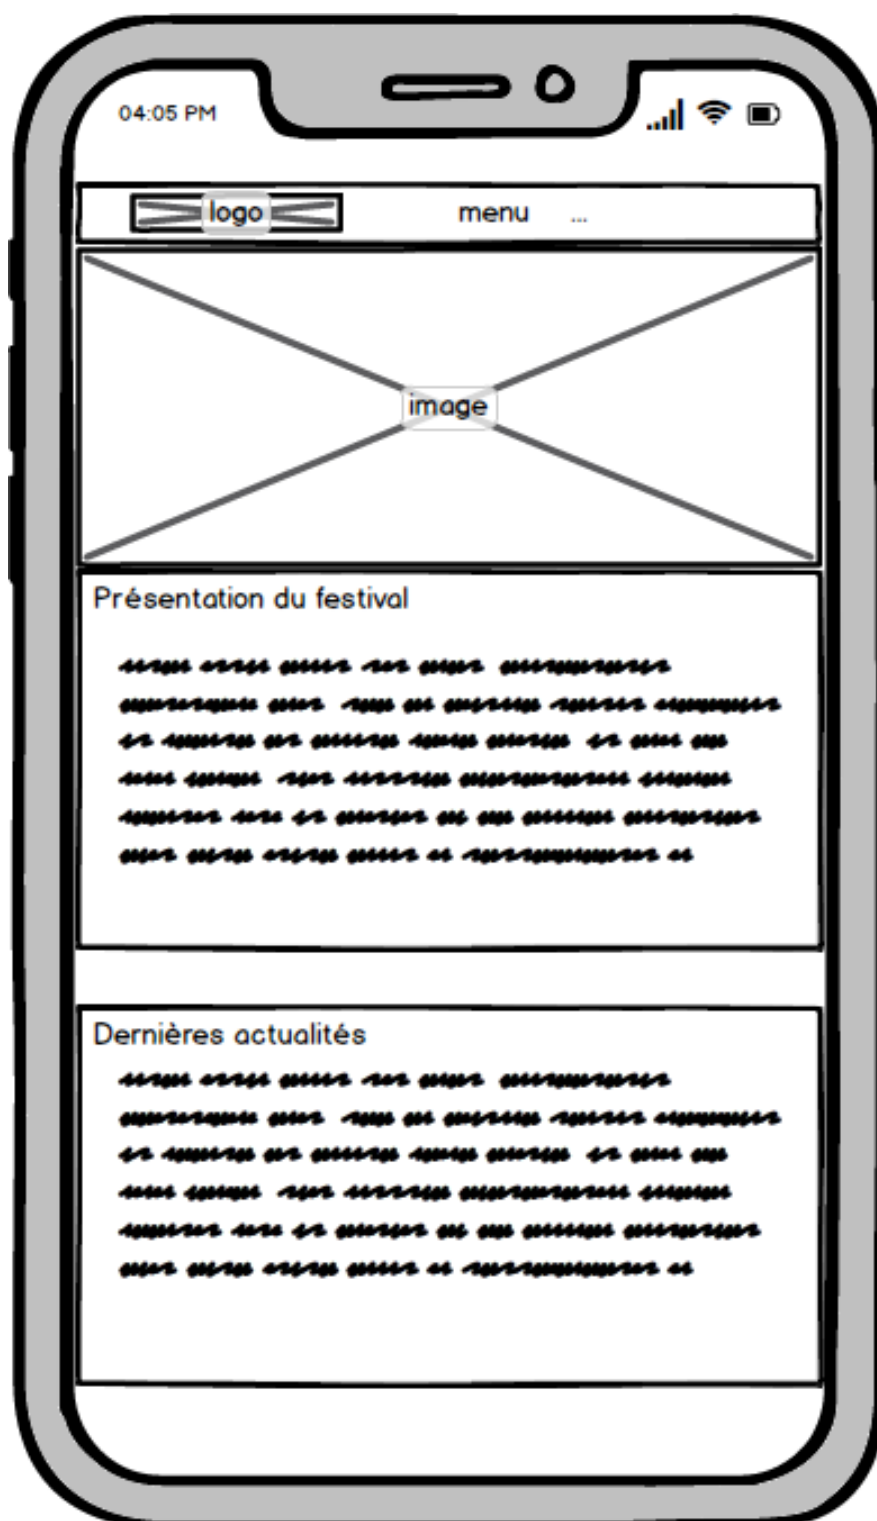 04:05 PM
logo menu ...
image
Présentation du festival
Dernières actualités